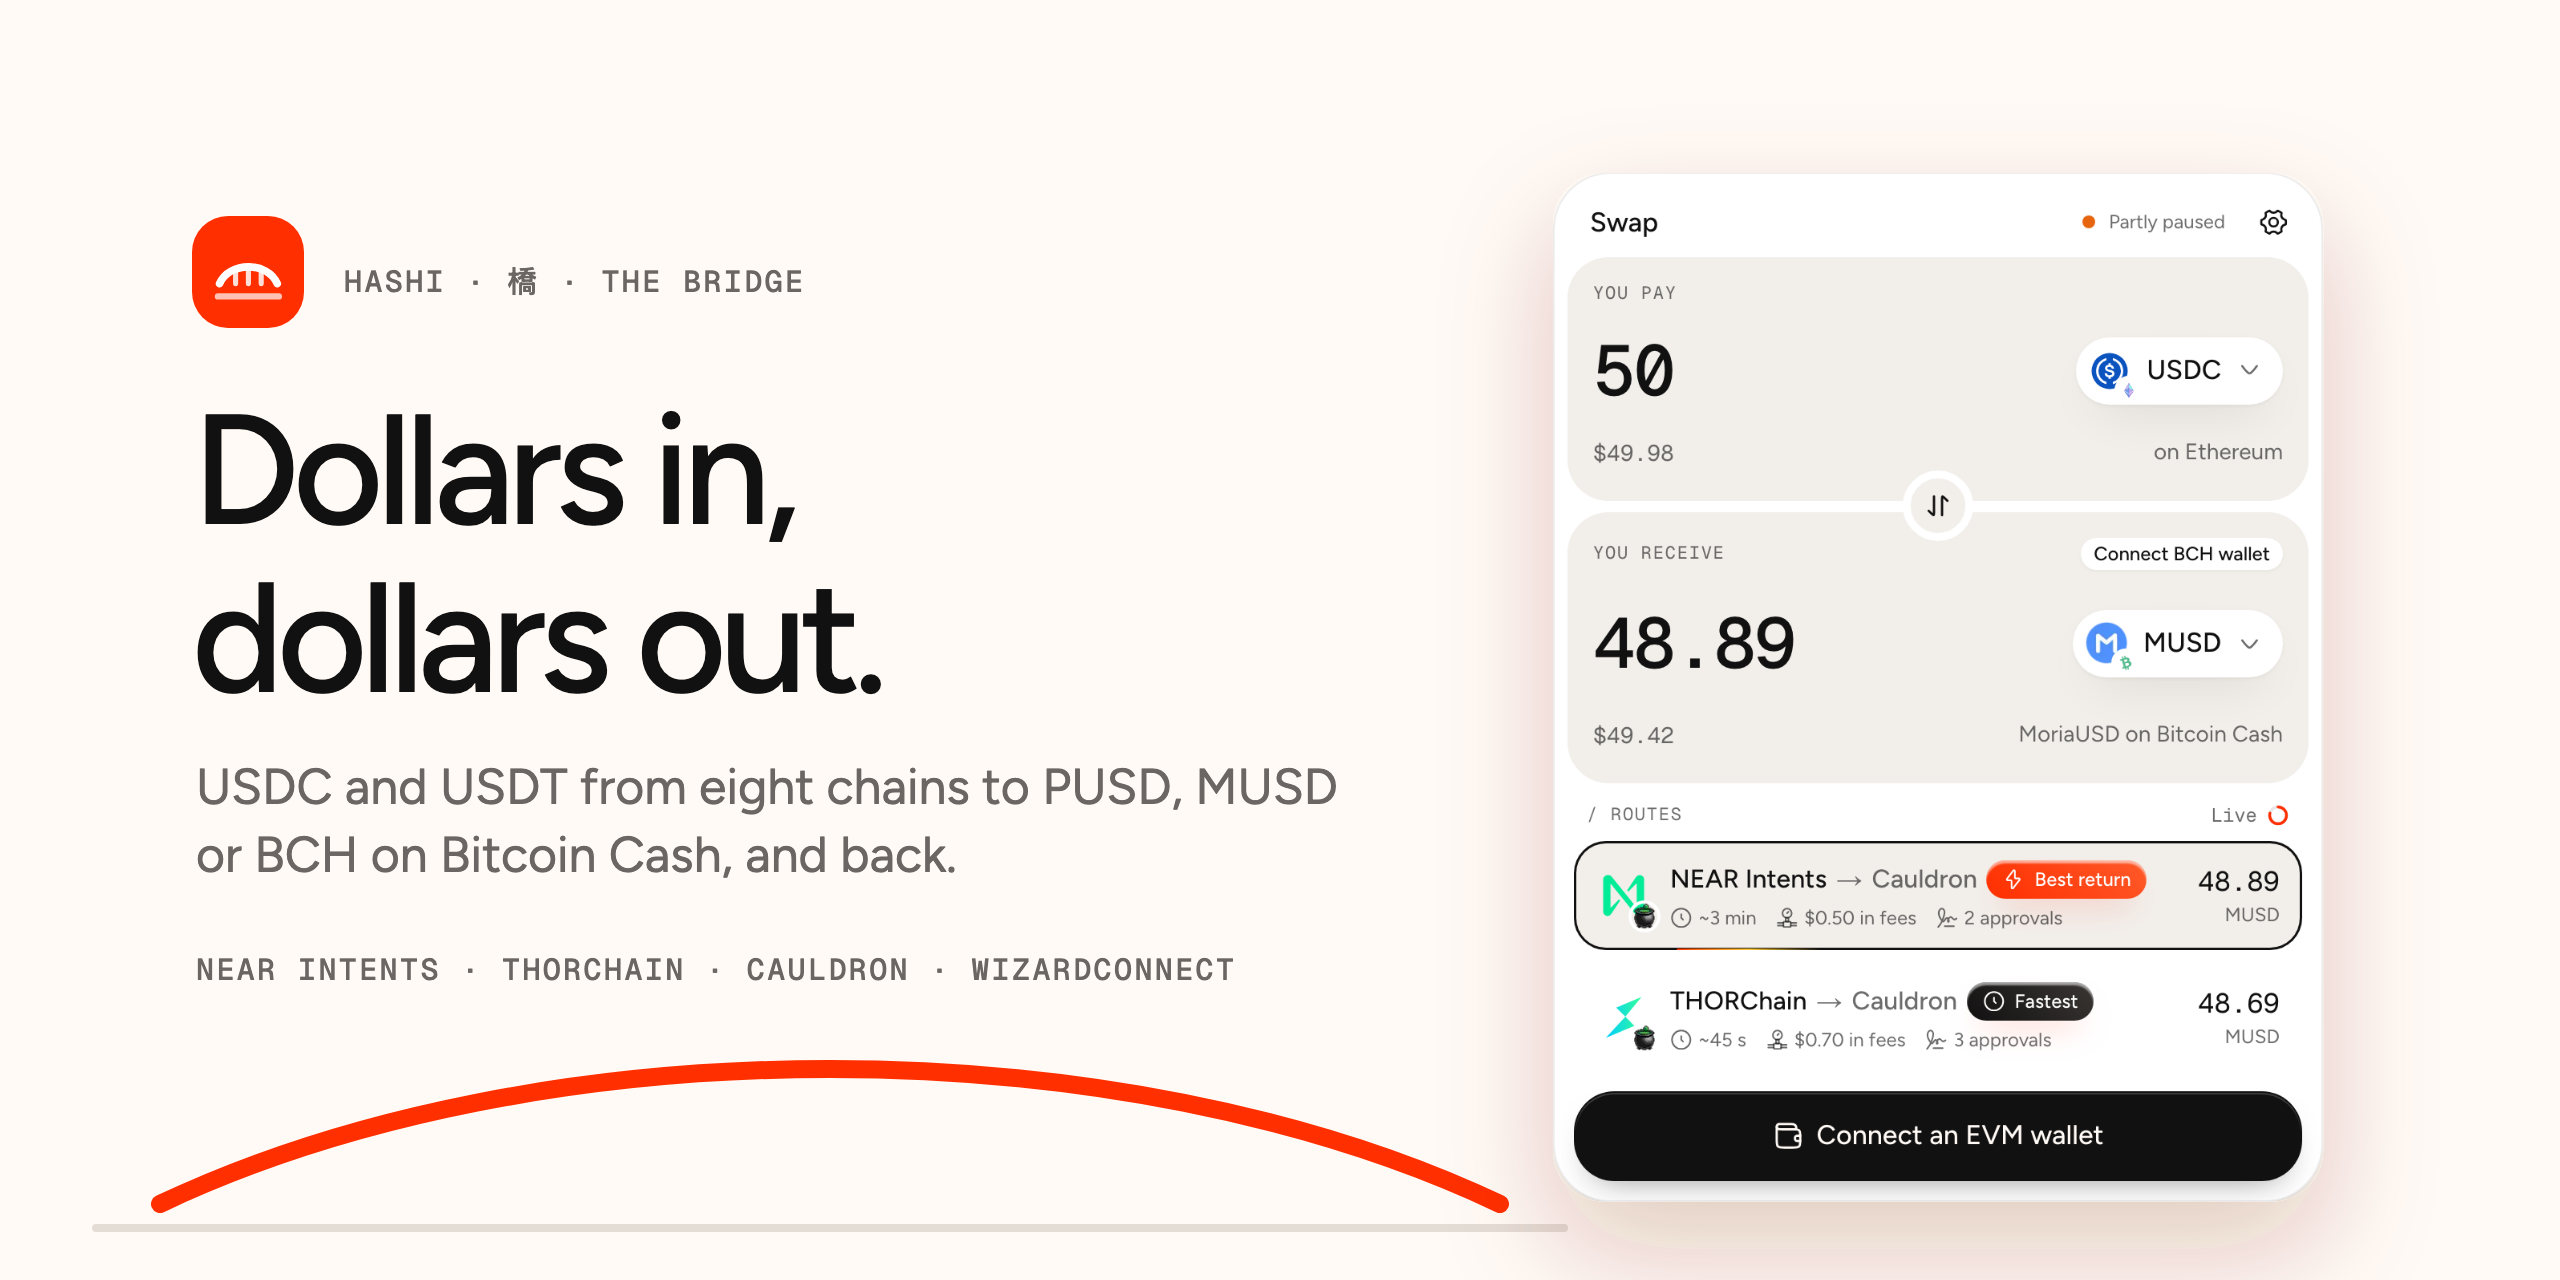 HASHI · 橋 · THE BRIDGE
Dollars in,
dollars out.
USDC and USDT from eight chains to PUSD, MUSD
or BCH on Bitcoin Cash, and back.
NEAR INTENTS · THORCHAIN · CAULDRON · WIZARDCONNECT
Swap
Partly paused
YOU PAY
50
USDC
$49.98
on Ethereum
YOU RECEIVE
Connect BCH wallet
48.89
MUSD
$49.42
MoriaUSD on Bitcoin Cash
/ ROUTES
Live
NEAR Intents → Cauldron Best return 48.89
~3 min $0.50 in fees 2 approvals MUSD
THORChain → Cauldron Fastest 48.69
~45 s $0.70 in fees 3 approvals MUSD
Connect an EVM wallet